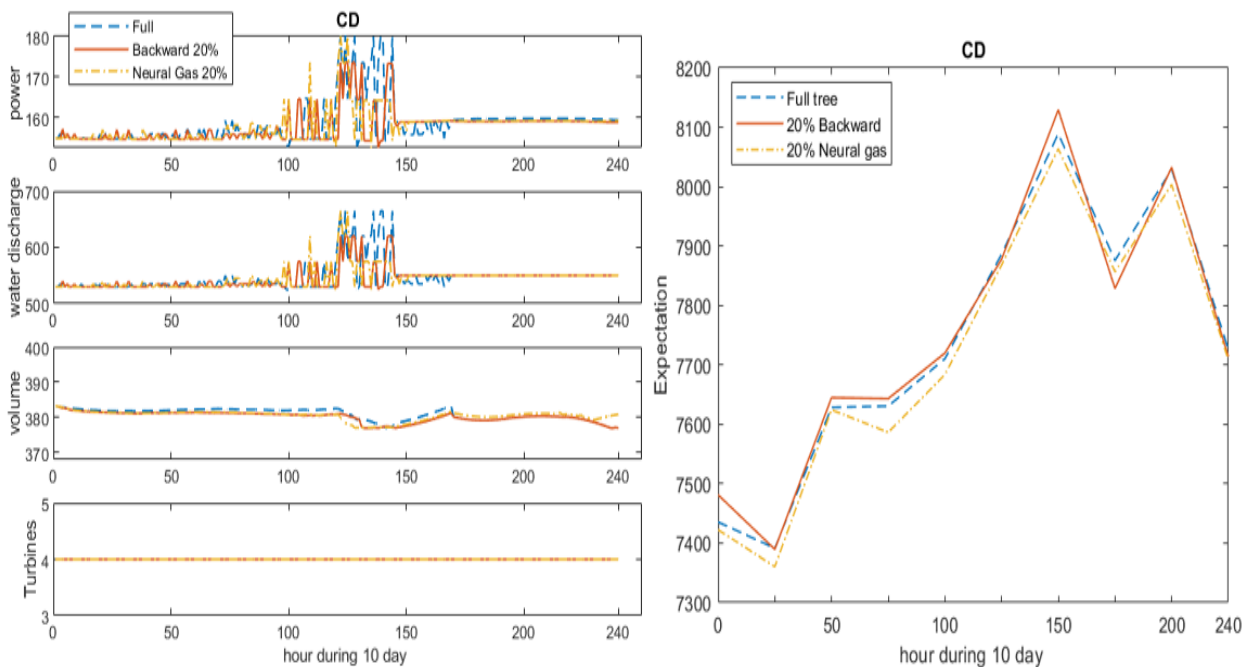 CD
Full
Backward 20%
Neural Gas 20%
power
180
170
160
0 50 100 150 200 240
water discharge
700
600
500
0 50 100 150 200 240
volume
400
390
380
370
0 50 100 150 200 240
Turbines
5
4
3
0 50 100 150 200 240
hour during 10 day
CD
Full tree
20% Backward
20% Neural gas
Expectation
8200
8100
8000
7900
7800
7700
7600
7500
7400
7300
0 50 100 150 200 240
hour during 10 day